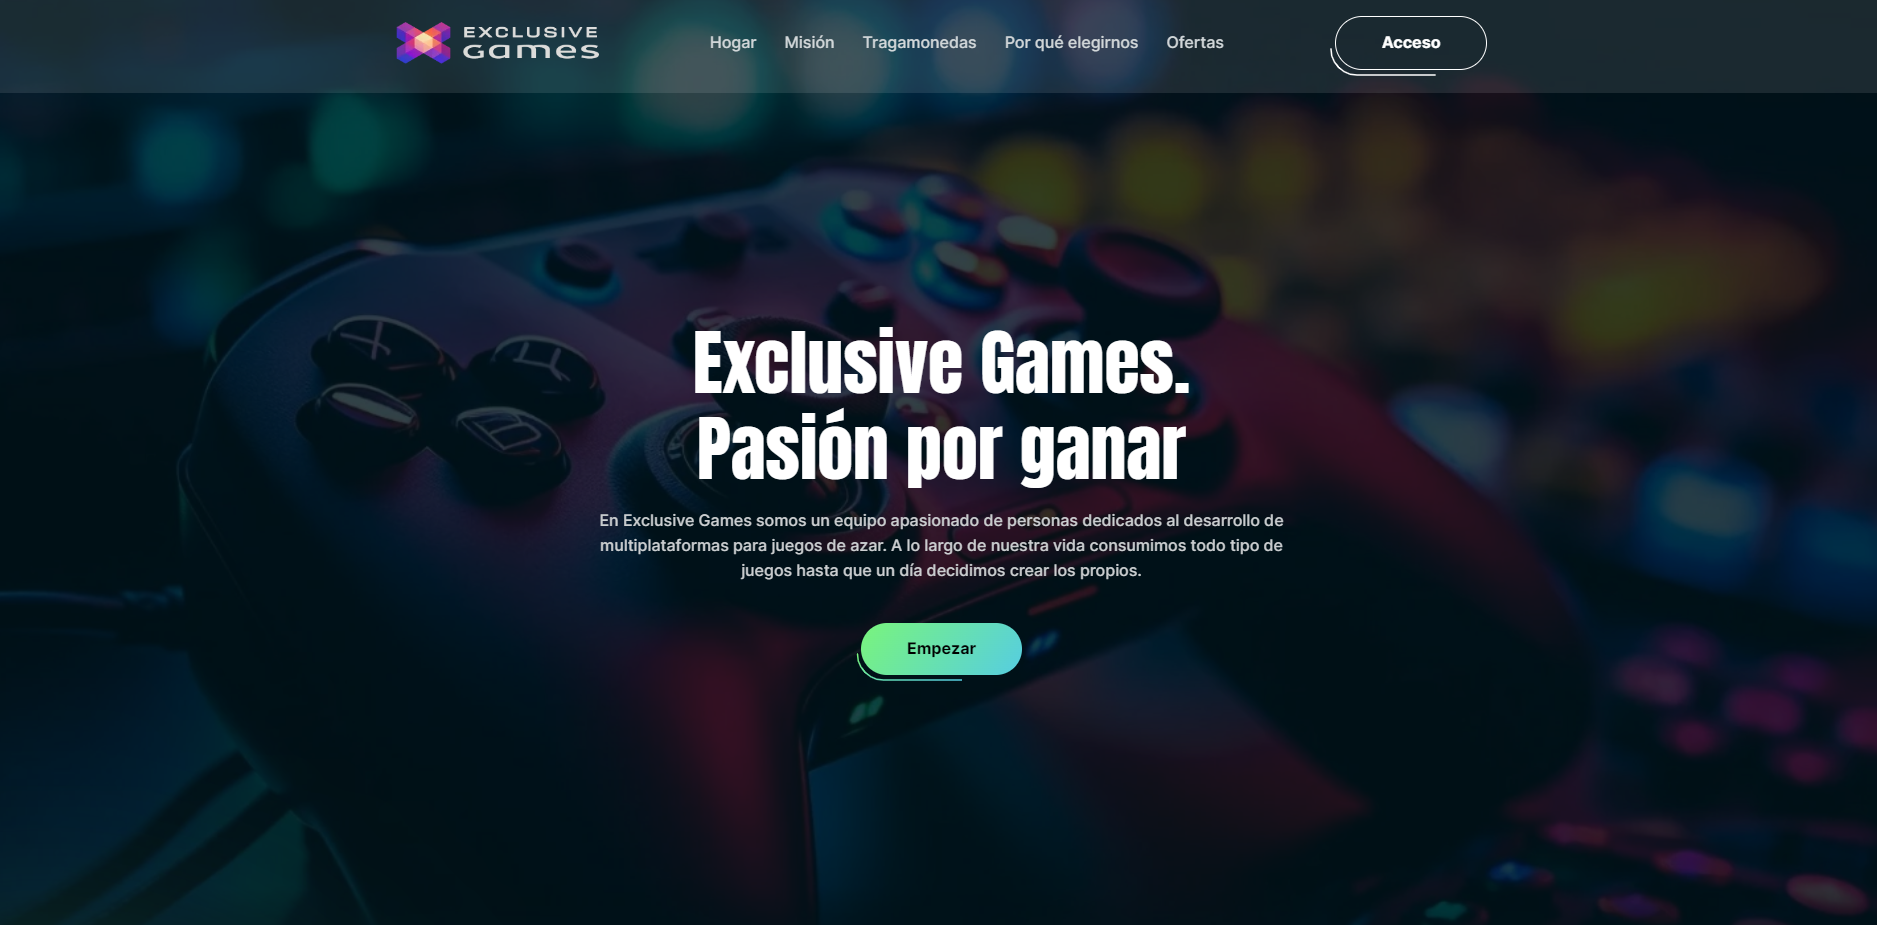 EXCLUSIVE
games
Hogar
Misión
Tragamonedas
Por qué elegirnos
Ofertas
Acceso
X
Y
B
Exclusive Games.
Pasión por ganar
En Exclusive Games somos un equipo apasionado de personas dedicados al desarrollo de
multiplataformas para juegos de azar. A lo largo de nuestra vida consumimos todo tipo de
juegos hasta que un día decidimos crear los propios.
Empezar